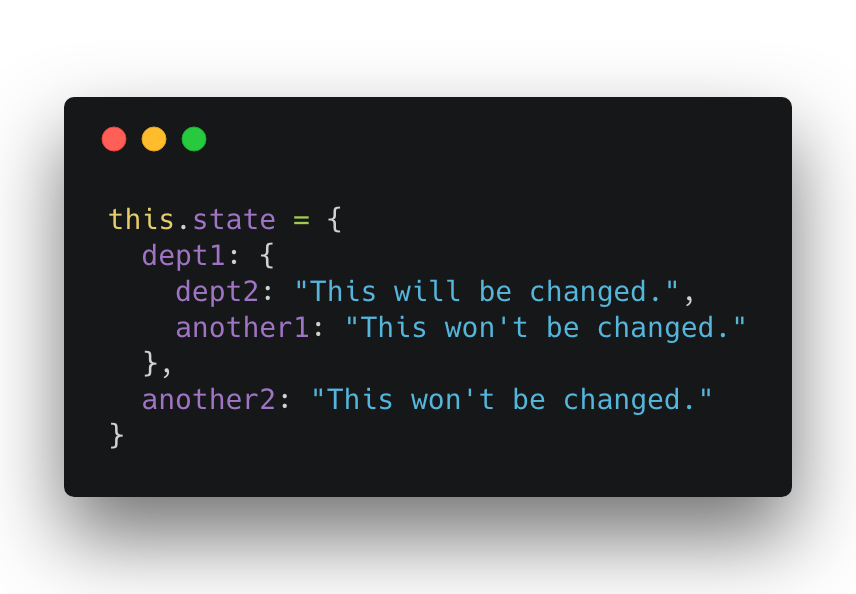 this.state = {
  dept1: {
    dept2: "This will be changed.",
    another1: "This won't be changed."
  },
  another2: "This won't be changed."
}